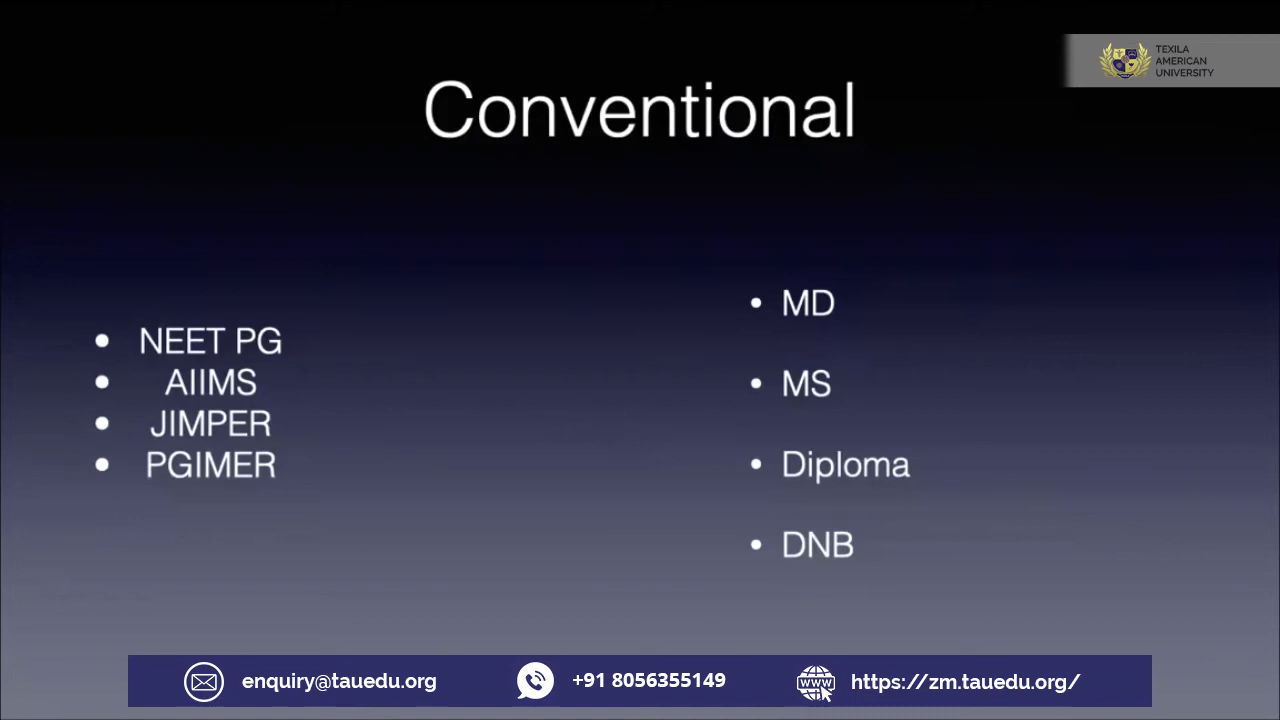 TEXILA
AMERICAN
UNIVERSITY
Conventional
• NEET PG
• AIIMS
• JIMPER
• PGIMER
• MD
• MS
• Diploma
• DNB
enquiry@tauedu.org
+91 8056355149
www
https://zm.tauedu.org/